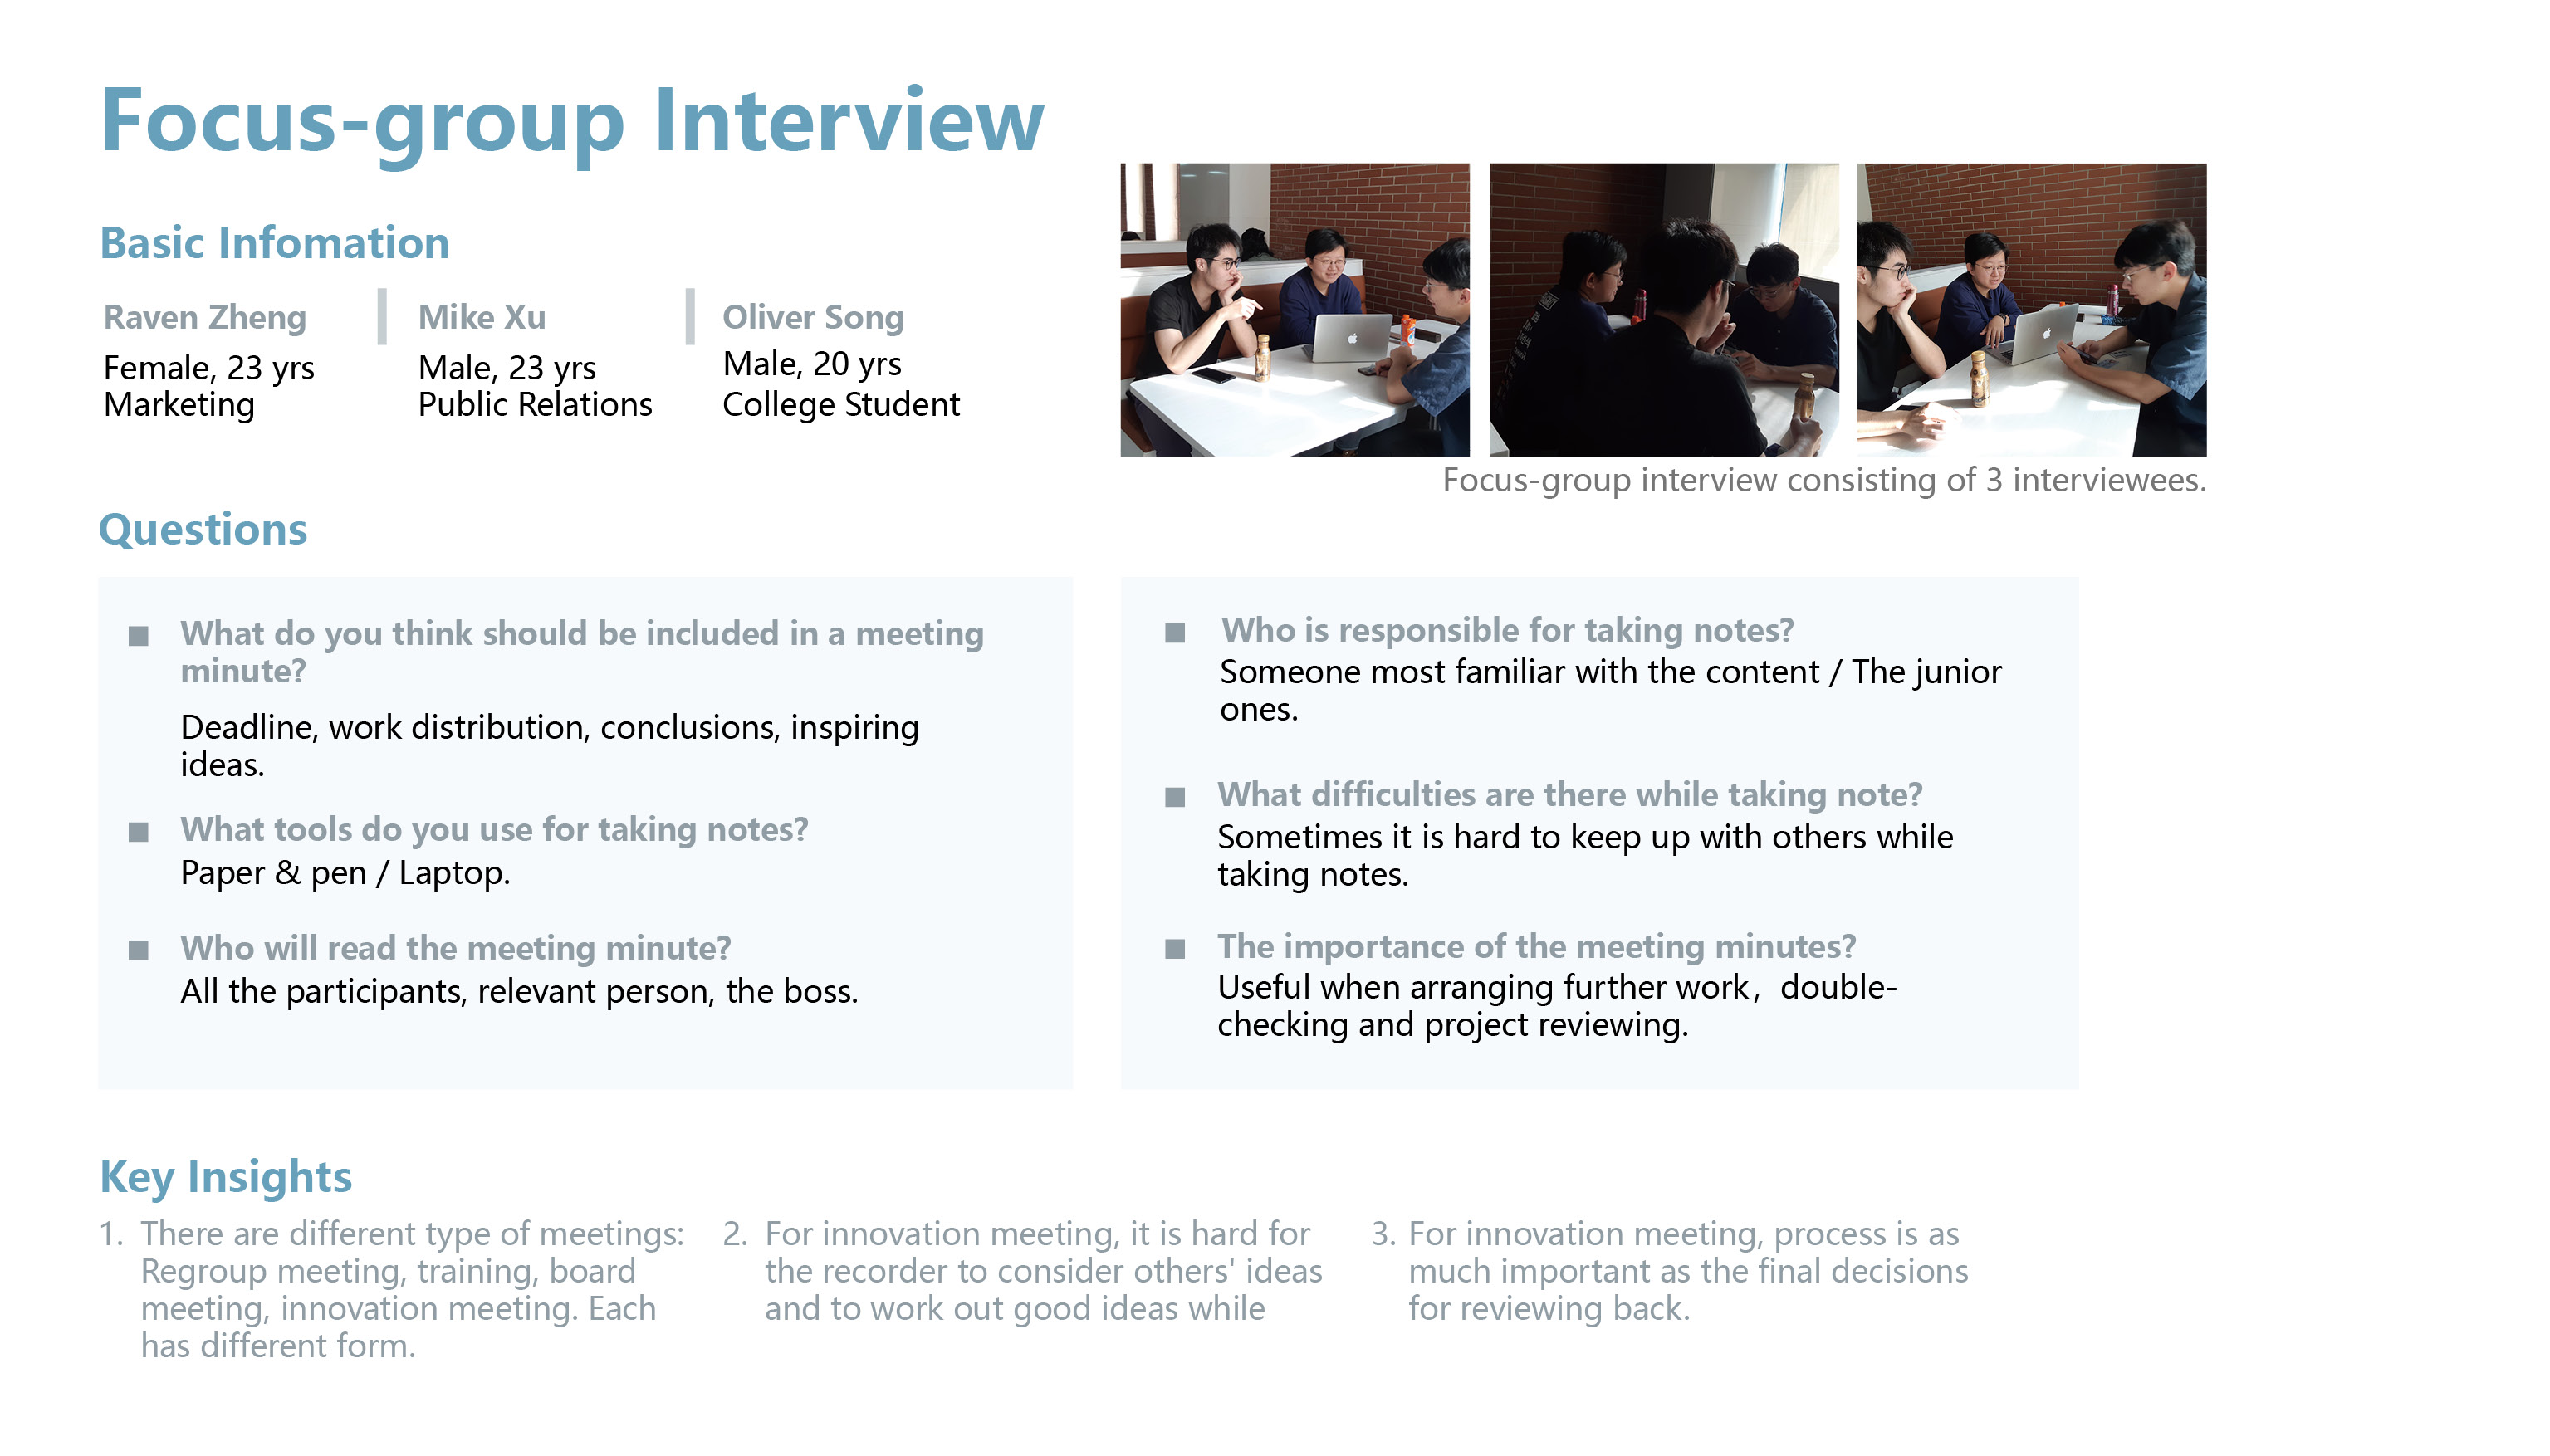 Focus-group Interview
Basic Infomation
Raven Zheng
Female, 23 yrs
Marketing
Mike Xu
Male, 23 yrs
Public Relations
Oliver Song
Male, 20 yrs
College Student
Focus-group interview consisting of 3 interviewees.
Questions
■ What do you think should be included in a meeting
minute?
Deadline, work distribution, conclusions, inspiring
ideas.
■ What tools do you use for taking notes?
Paper & pen / Laptop.
■ Who will read the meeting minute?
All the participants, relevant person, the boss.
■ Who is responsible for taking notes?
Someone most familiar with the content / The junior
ones.
■ What difficulties are there while taking note?
Sometimes it is hard to keep up with others while
taking notes.
■ The importance of the meeting minutes?
Useful when arranging further work，double-
checking and project reviewing.
Key Insights
1. There are different type of meetings:
Regroup meeting, training, board
meeting, innovation meeting. Each
has different form.
2. For innovation meeting, it is hard for
the recorder to consider others' ideas
and to work out good ideas while
3. For innovation meeting, process is as
much important as the final decisions
for reviewing back.